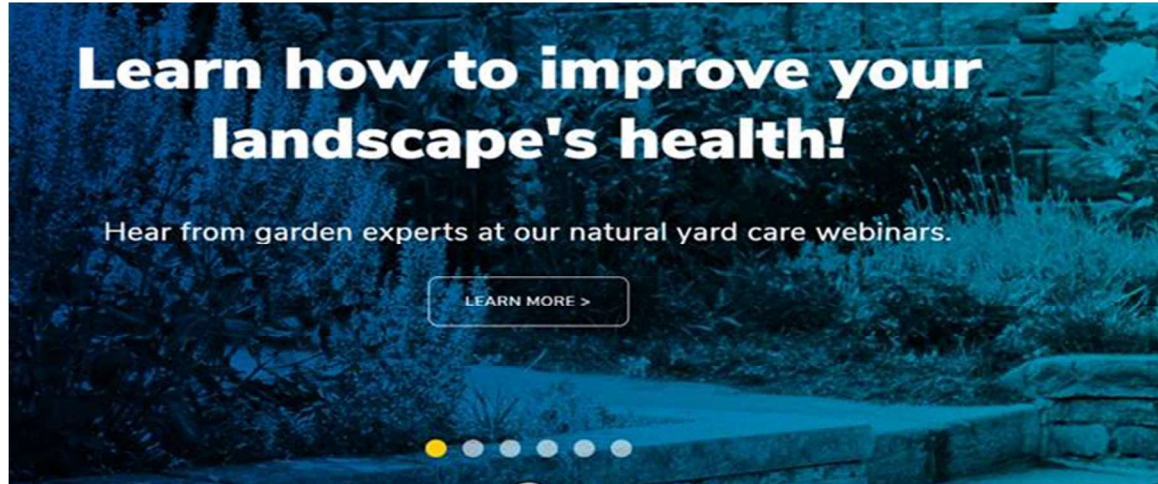 Learn how to improve your
landscape's health!
Hear from garden experts at our natural yard care webinars.
LEARN MORE >